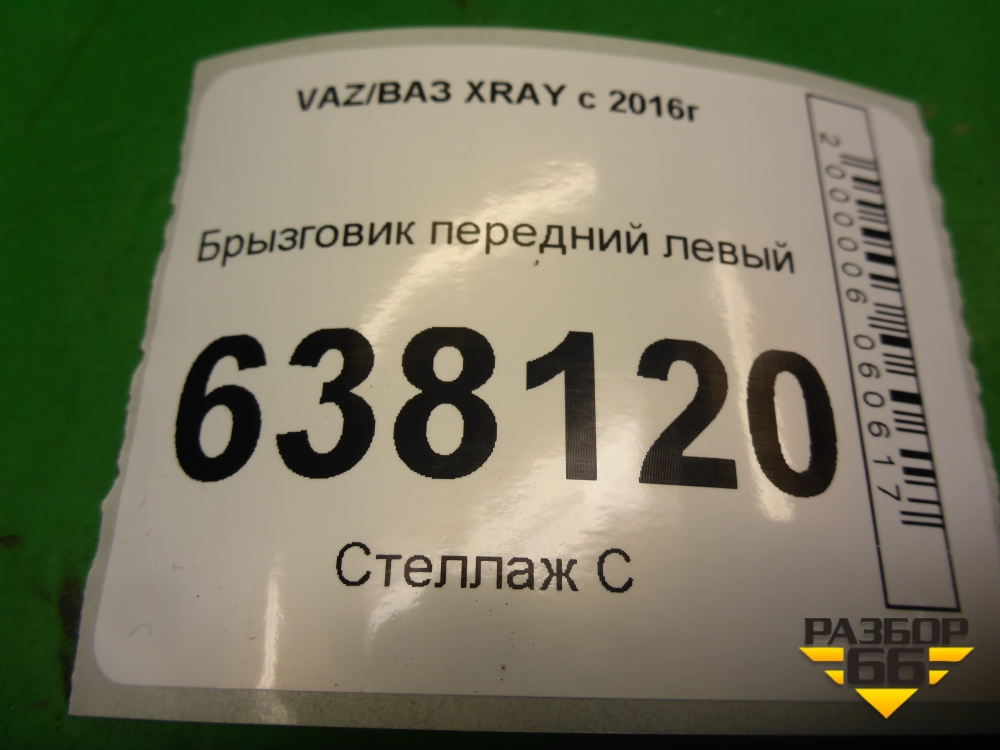 VAZ/ВАЗ XRAY с 2016г
Брызговик передний левый
638120
Стеллаж С
2000006060617
РАЗБОР
66